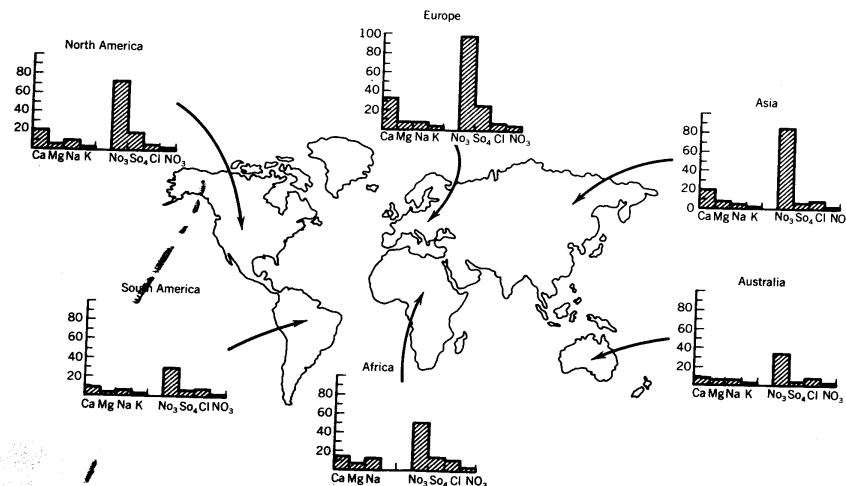 Europe
100
80
60
40
20
Ca Mg Na K No₃ So₄ Cl NO₃
North America
80
60
40
20
Ca Mg Na K No₃ So₄ Cl NO₃
Asia
80
60
40
20
0
Ca Mg Na K No₃ So₄ Cl NO
South America
80
60
40
20
Ca Mg Na K No₃ So₄ Cl NO₃
Africa
80
60
40
20
Ca Mg Na No₃ So₄ Cl NO₃
Australia
80
60
40
20
Ca Mg Na K No₃ So₄ Cl NO₃